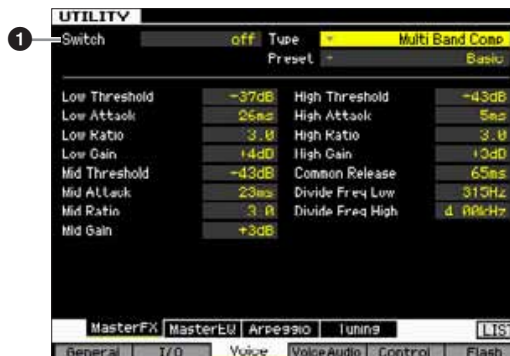 UTILITY
1 Switch off Type Multi Band Comp
Preset Basic
Low Threshold -37dB High Threshold -43dB
Low Attack 26ms High Attack 5ms
Low Ratio 3.0 High Ratio 3.0
Low Gain +4dB High Gain +3dB
Mid Threshold -43dB Common Release 65ms
Mid Attack 23ms Divide Freq Low 315Hz
Mid Ratio 3.0 Divide Freq High 4.00kHz
Mid Gain +3dB
MasterFX MasterEQ Arpeggio Tuning LIS
General I/O Voice VoiceAudio Control Flash